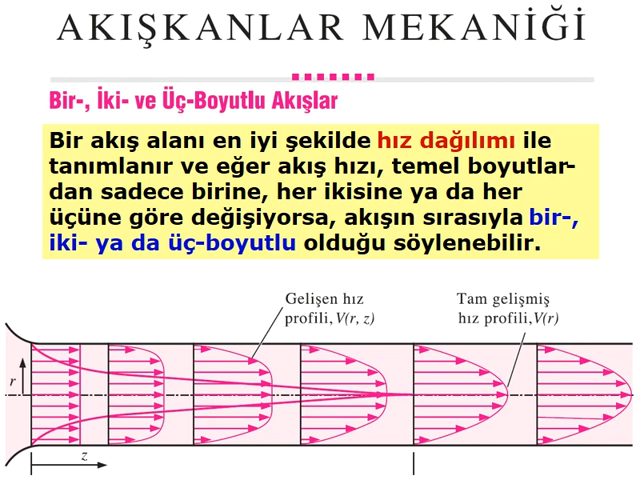 AKIŞKANLAR MEKANİĞİ
Bir-, İki- ve Üç-Boyutlu Akışlar
Bir akış alanı en iyi şekilde hız dağılımı ile
tanımlanır ve eğer akış hızı, temel boyutlar-
dan sadece birine, her ikisine ya da her
üçüne göre değişiyorsa, akışın sırasıyla bir-,
iki- ya da üç-boyutlu olduğu söylenebilir.
Gelişen hız
profili, V(r, z)
Tam gelişmiş
hız profili, V(r)
r
z